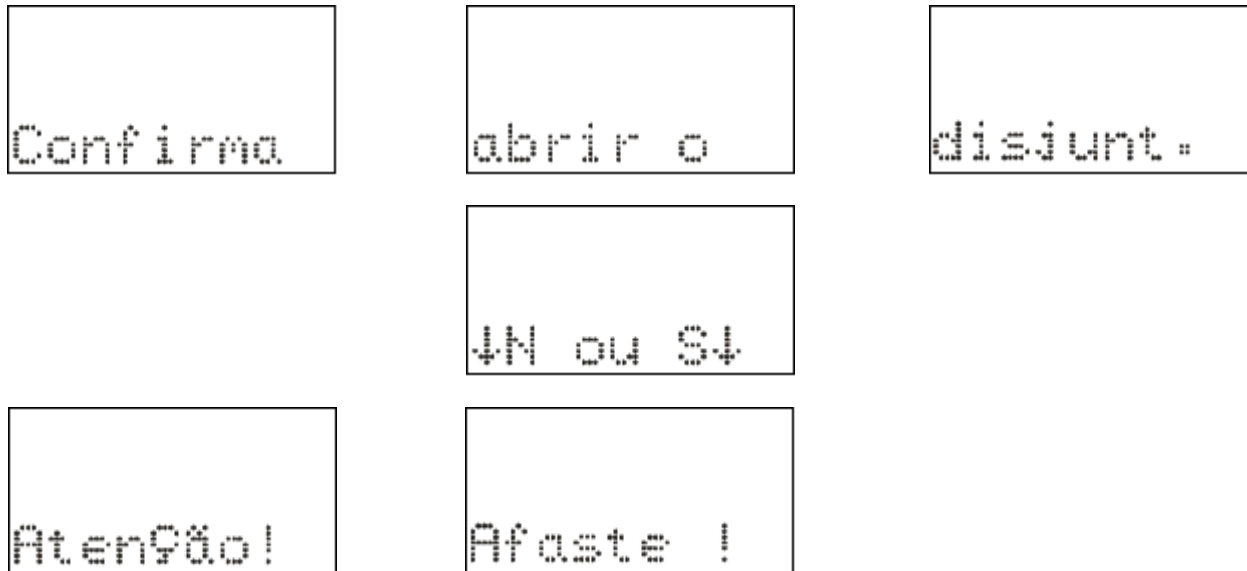 Confirma
abrir o
disjunt.
↓N ou S↓
Atenção!
Afaste !